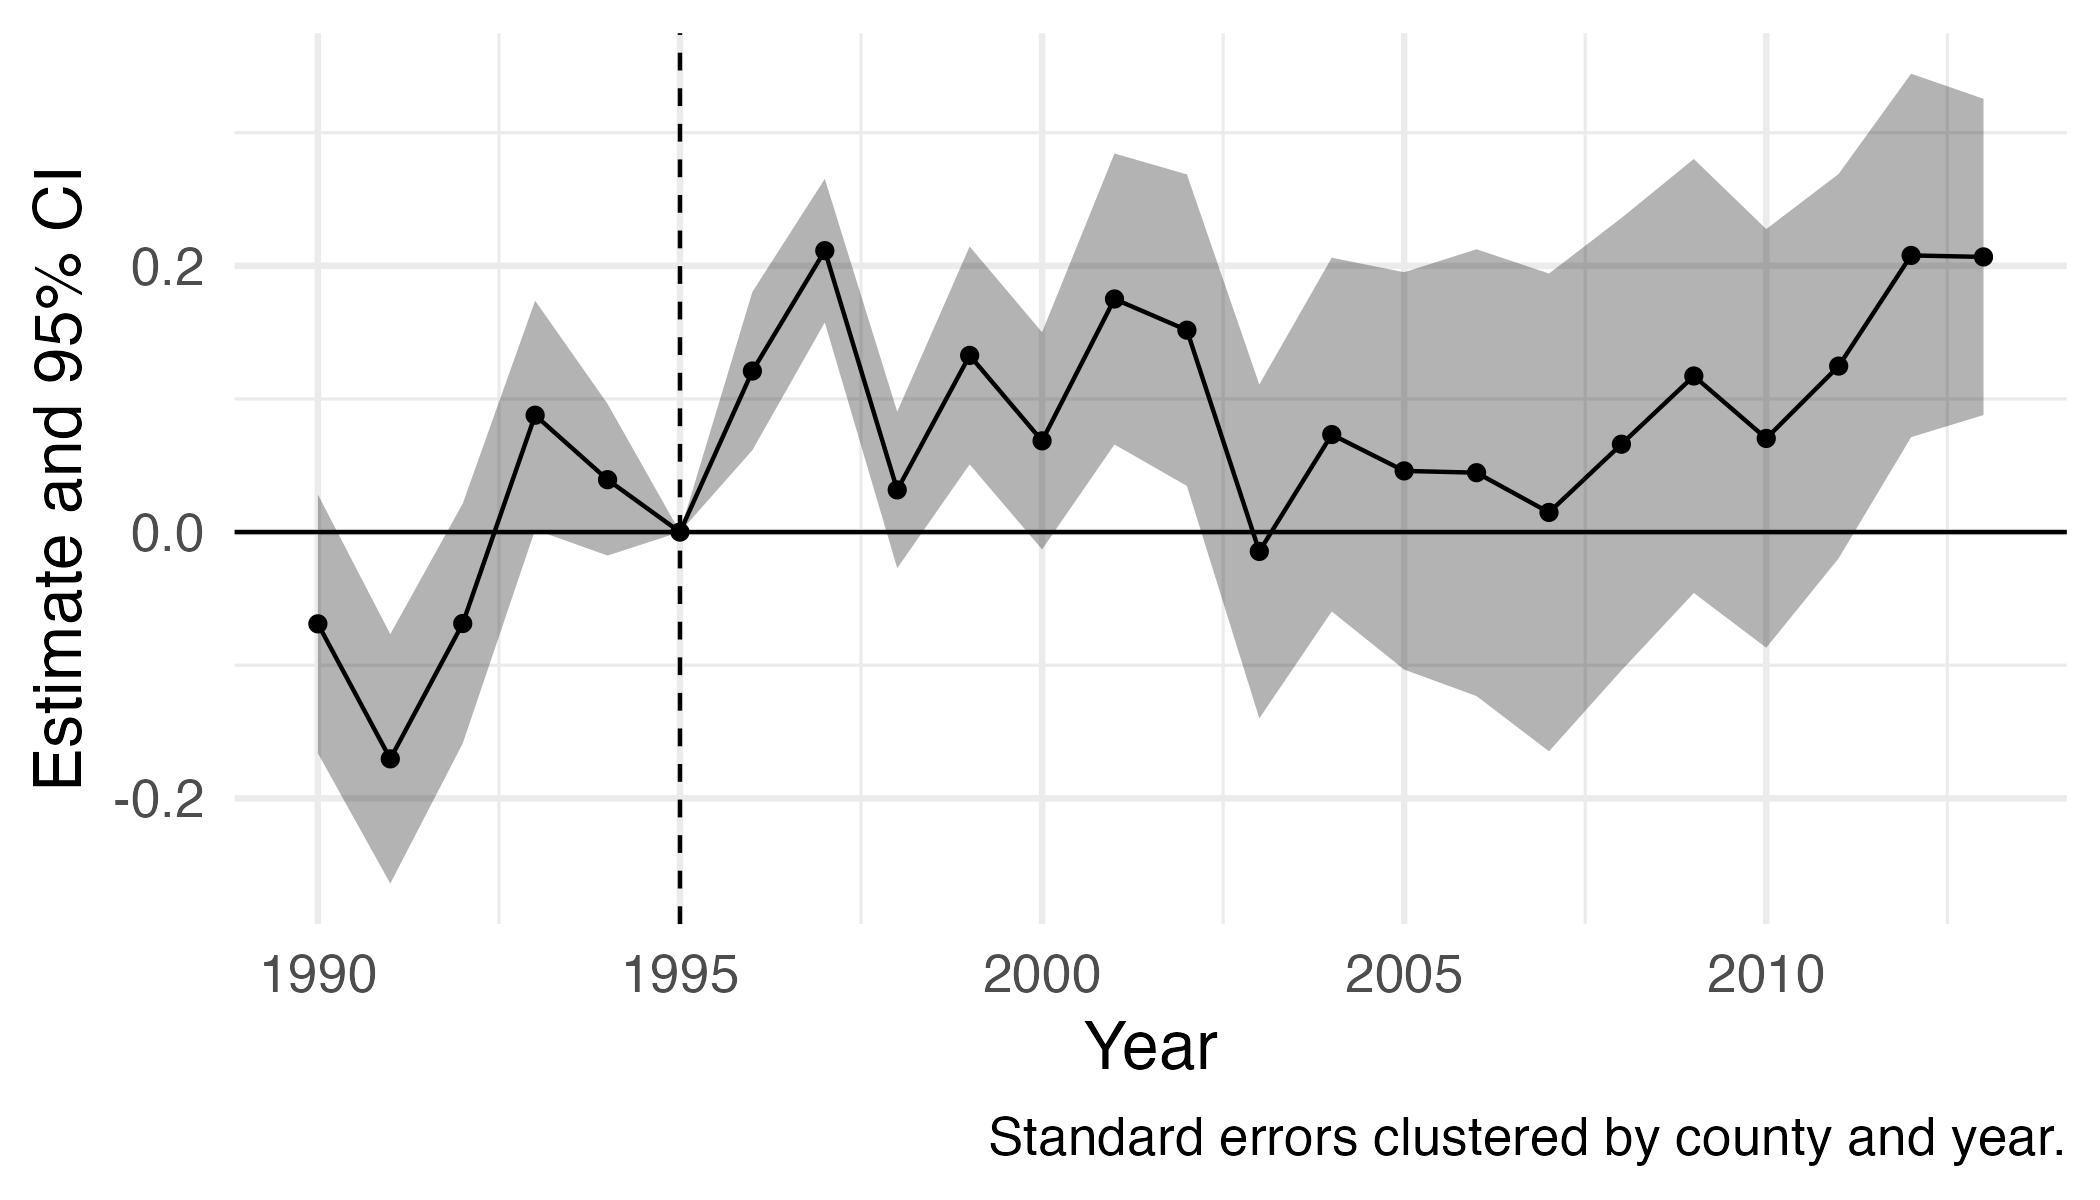 Estimate and 95% CI
0.2
0.0
-0.2
1990 1995 2000 2005 2010
Year
Standard errors clustered by county and year.